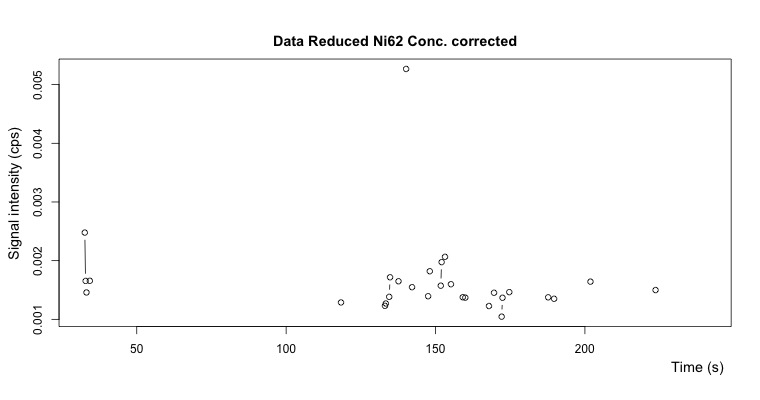 Data Reduced Ni62 Conc. corrected
Signal intensity (cps)
0.005
0.004
0.003
0.002
0.001
50 100 150 200
Time (s)